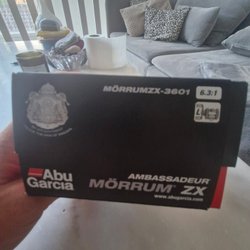 MÖRRUMZX-3601
6.3:1
L
Abu
Garcia
AMBASSADEUR
MÖRRUM ZX
www.abugarcia.com